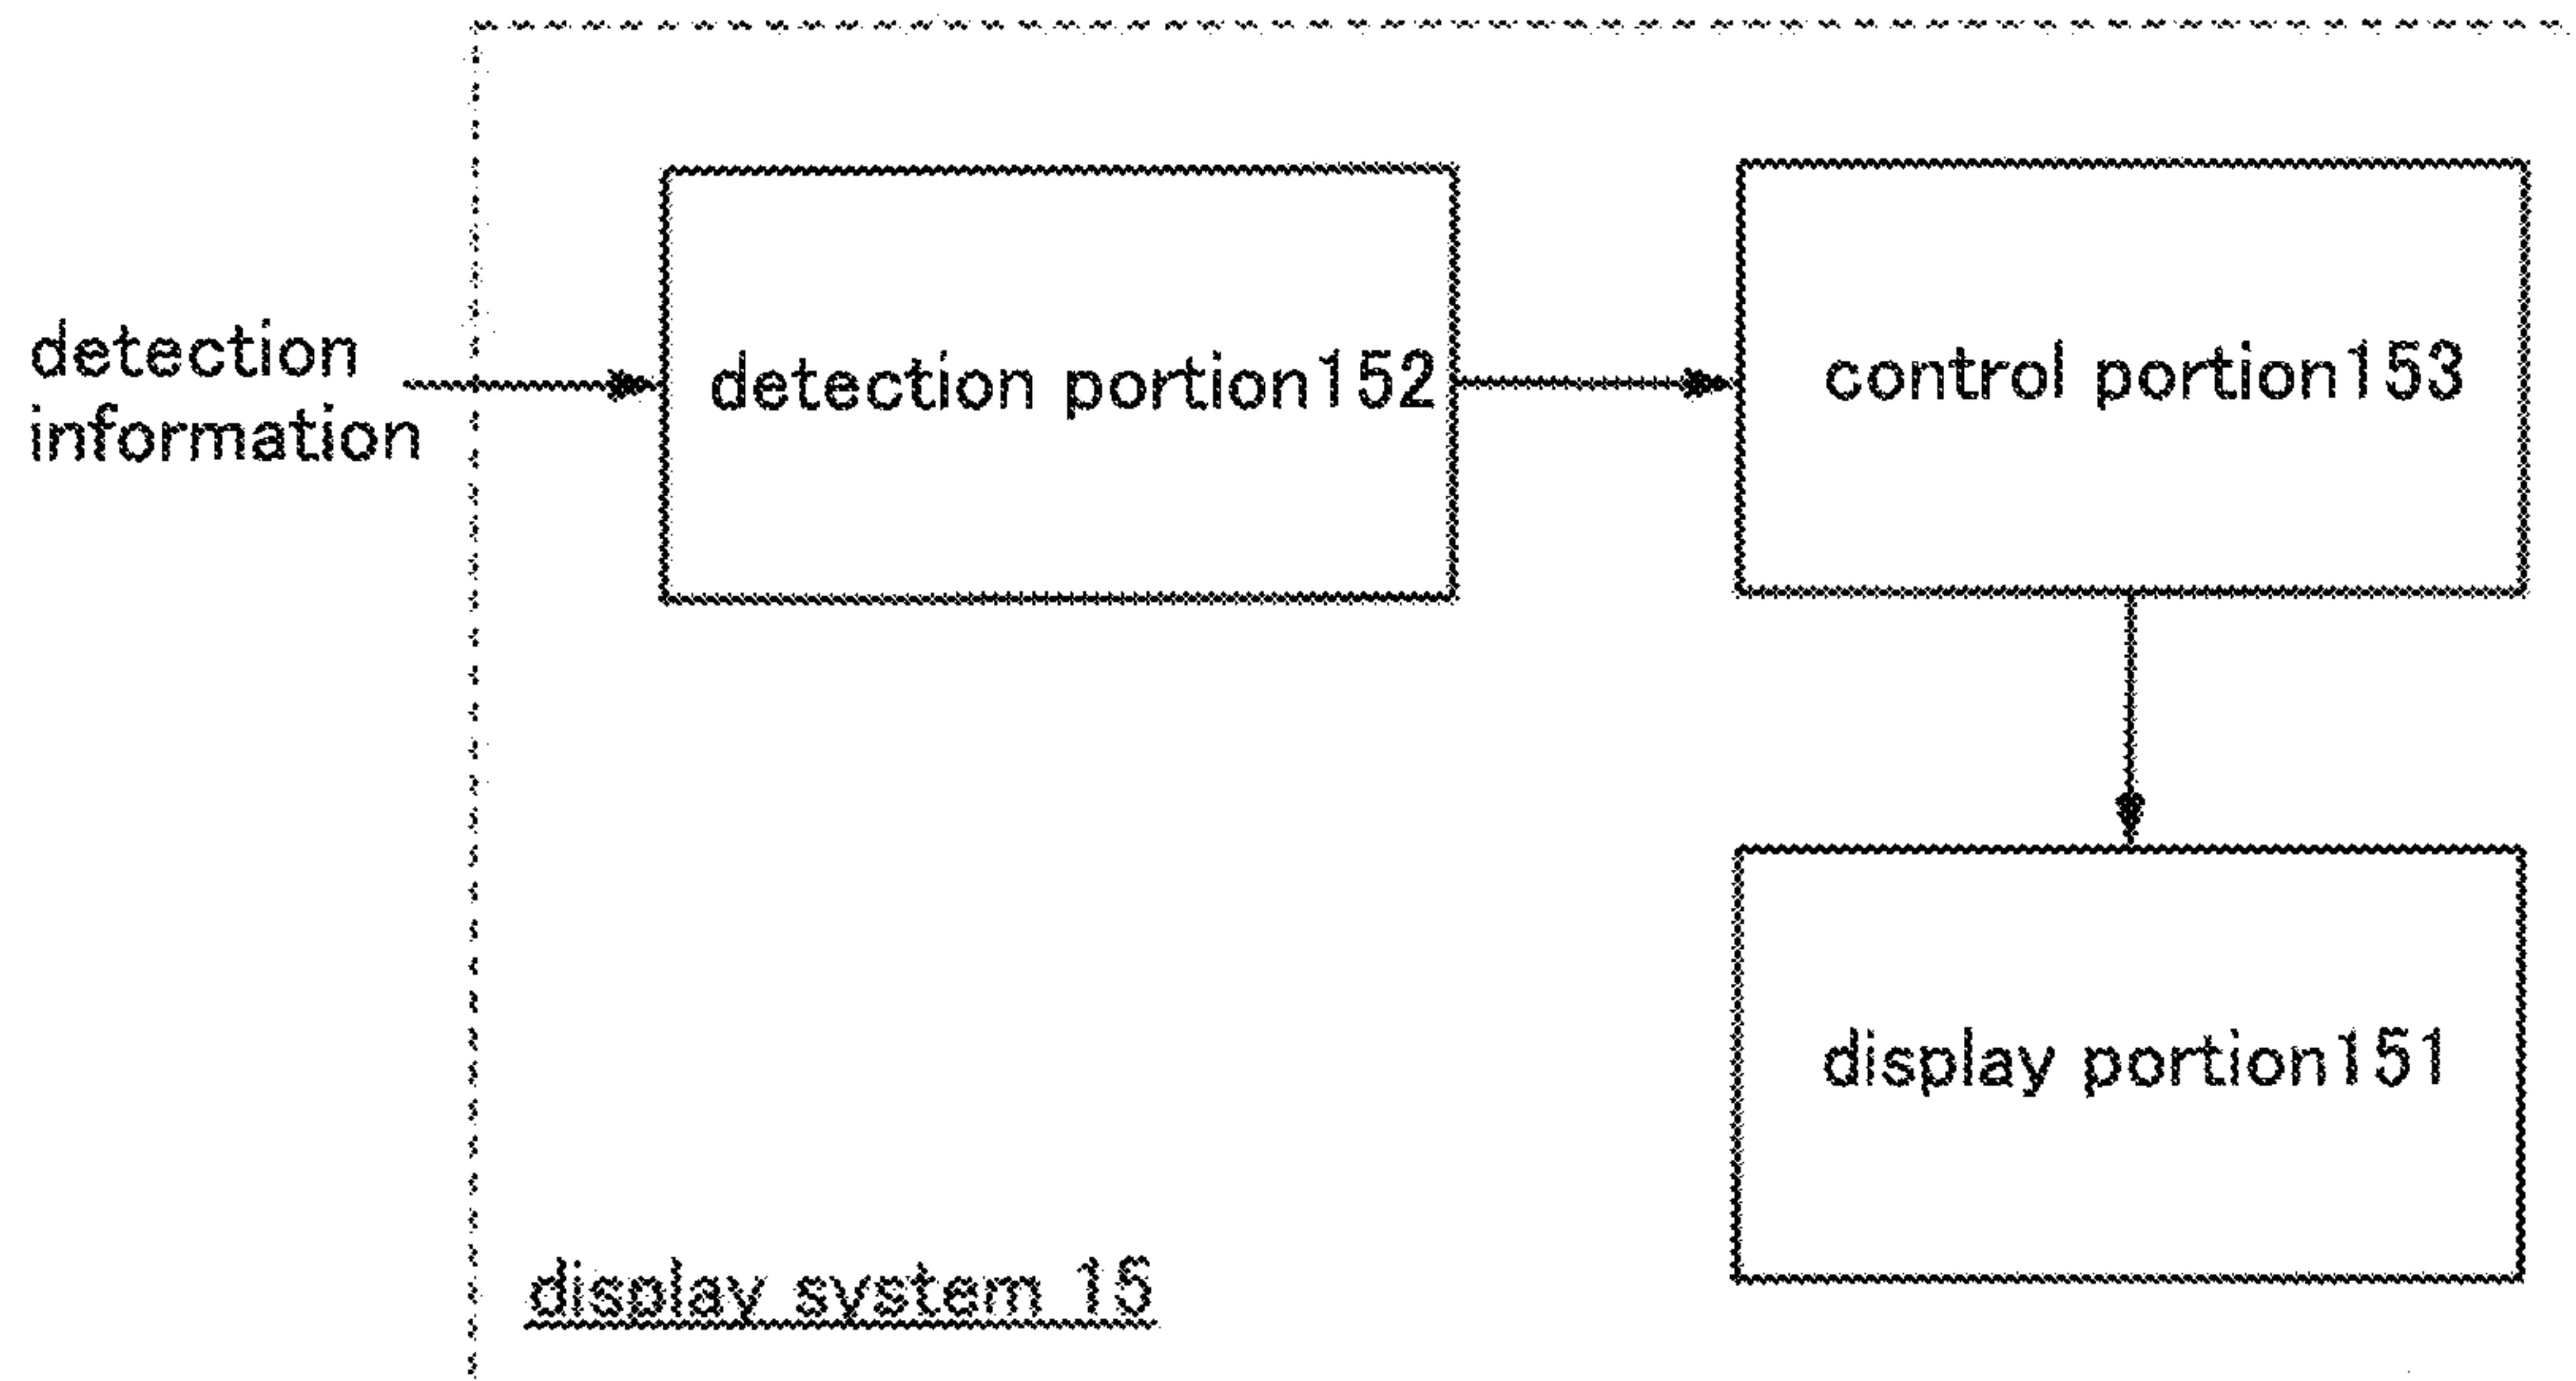 detection
information
detection portion152
control portion153
display portion151
display system 15